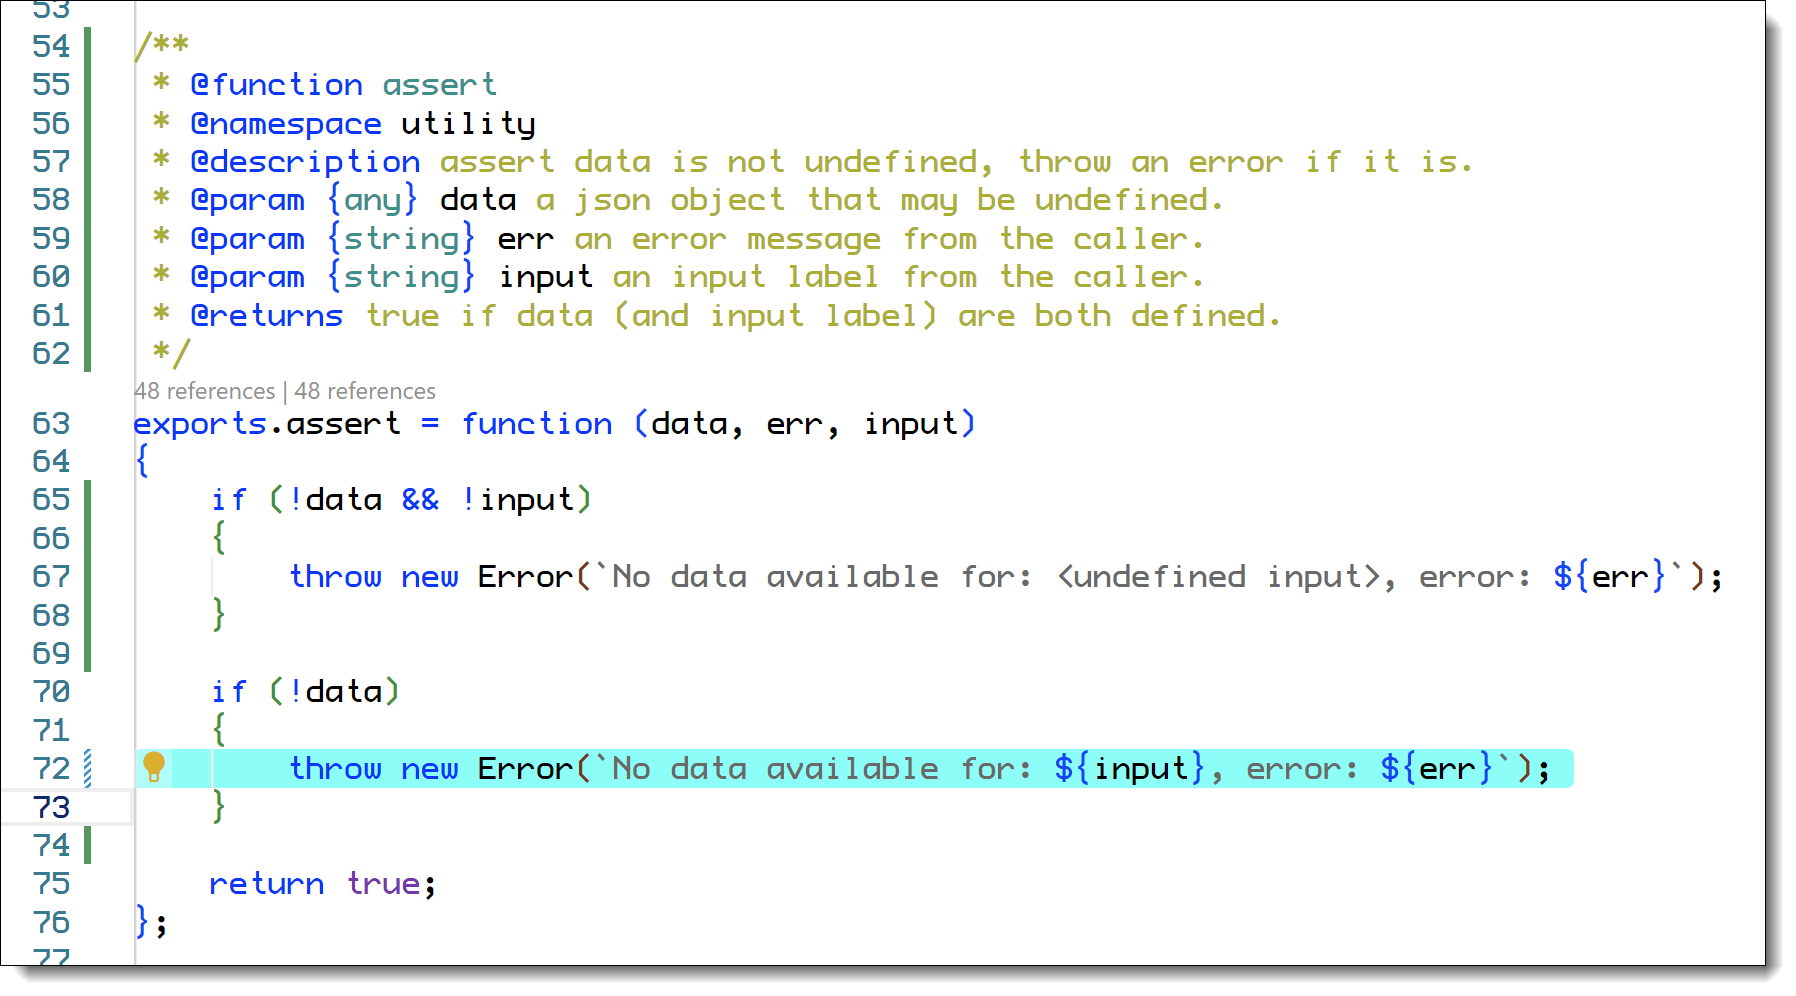 53
54 /**
55  * @function assert
56  * @namespace utility
57  * @description assert data is not undefined, throw an error if it is.
58  * @param {any} data a json object that may be undefined.
59  * @param {string} err an error message from the caller.
60  * @param {string} input an input label from the caller.
61  * @returns true if data (and input label) are both defined.
62  */
48 references | 48 references
63 exports.assert = function (data, err, input)
64 {
65     if (!data && !input)
66     {
67         throw new Error(`No data available for: <undefined input>, error: ${err}`);
68     }
69
70     if (!data)
71     {
72         throw new Error(`No data available for: ${input}, error: ${err}`);
73     }
74
75     return true;
76 };
77